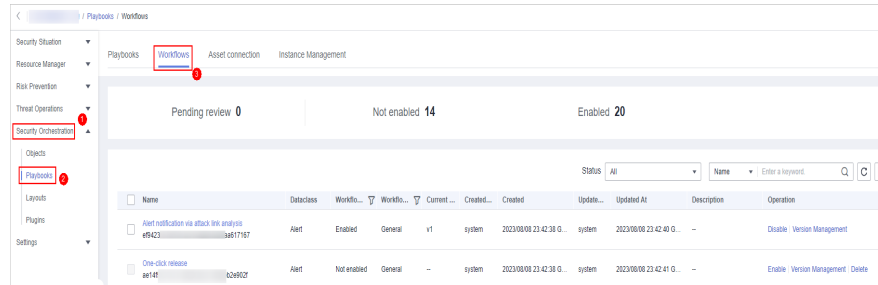 / Playbooks / Workflows
Security Situation
Resource Manager
Risk Prevention
Threat Operations
1
Security Orchestration
Objects
Playbooks 2
Layouts
Plugins
Settings
Playbooks Workflows Asset connection Instance Management
3
Pending review 0 Not enabled 14 Enabled 20
Status All Name Enter a keyword.
Name Dataclass Workflo... Workflo... Current ... Created... Created Update... Updated At Description Operation
Alert notification via attack link analysis
ef9423 aa617167
Alert Enabled General v1 system 2023/08/08 23:42:38 G... system 2023/08/08 23:42:40 G... -- Disable Version Management
One-click release
ae14f b2e902f
Alert Not enabled General -- system 2023/08/08 23:42:38 G... system 2023/08/08 23:42:41 G... -- Enable Version Management Delete